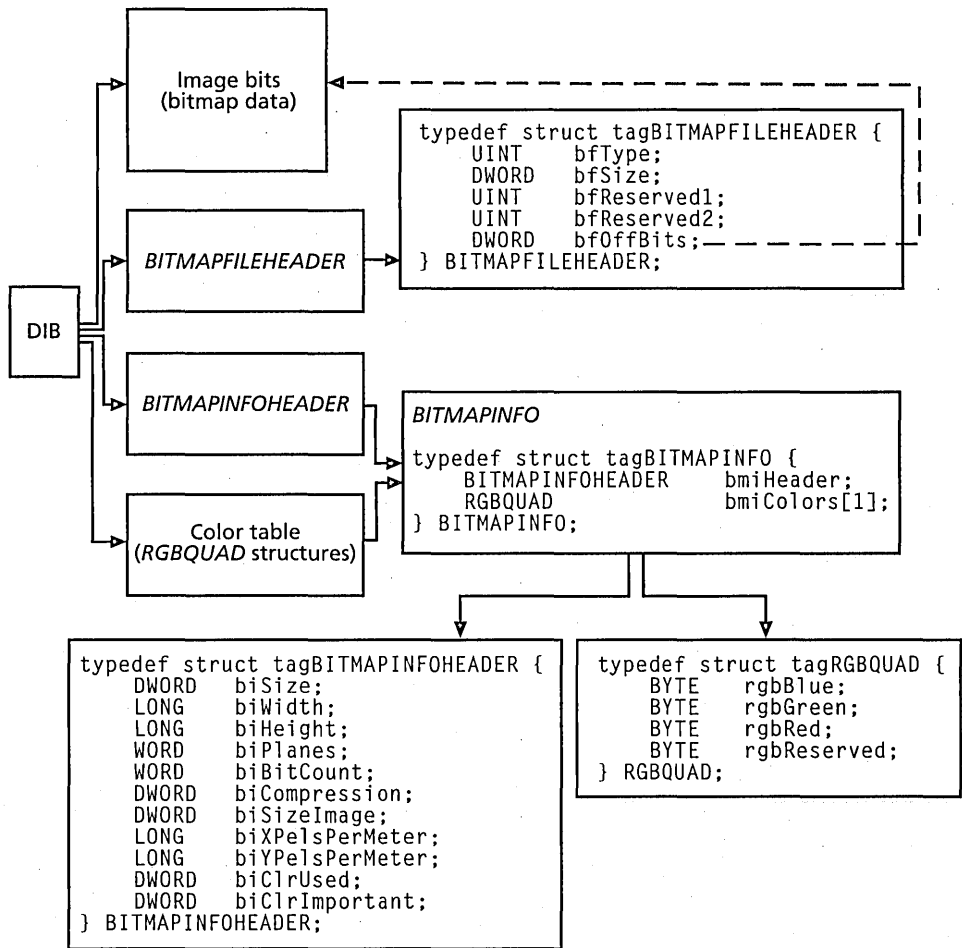 Image bits
(bitmap data)
typedef struct tagBITMAPFILEHEADER {
UINT bfType;
DWORD bfSize;
UINT bfReserved1;
UINT bfReserved2;
DWORD bfOffBits;
} BITMAPFILEHEADER;
BITMAPFILEHEADER
DIB
BITMAPINFOHEADER
BITMAPINFO
typedef struct tagBITMAPINFO {
BITMAPINFOHEADER bmiHeader;
RGBQUAD bmiColors[1];
} BITMAPINFO;
Color table
(RGBQUAD structures)
typedef struct tagBITMAPINFOHEADER {
DWORD biSize;
LONG biWidth;
LONG biHeight;
WORD biPlanes;
WORD biBitCount;
DWORD biCompression;
DWORD biSizeImage;
LONG biXPelsPerMeter;
LONG biYPelsPerMeter;
DWORD biClrUsed;
DWORD biClrImportant;
} BITMAPINFOHEADER;
typedef struct tagRGBQUAD {
BYTE rgbBlue;
BYTE rgbGreen;
BYTE rgbRed;
BYTE rgbReserved;
} RGBQUAD;